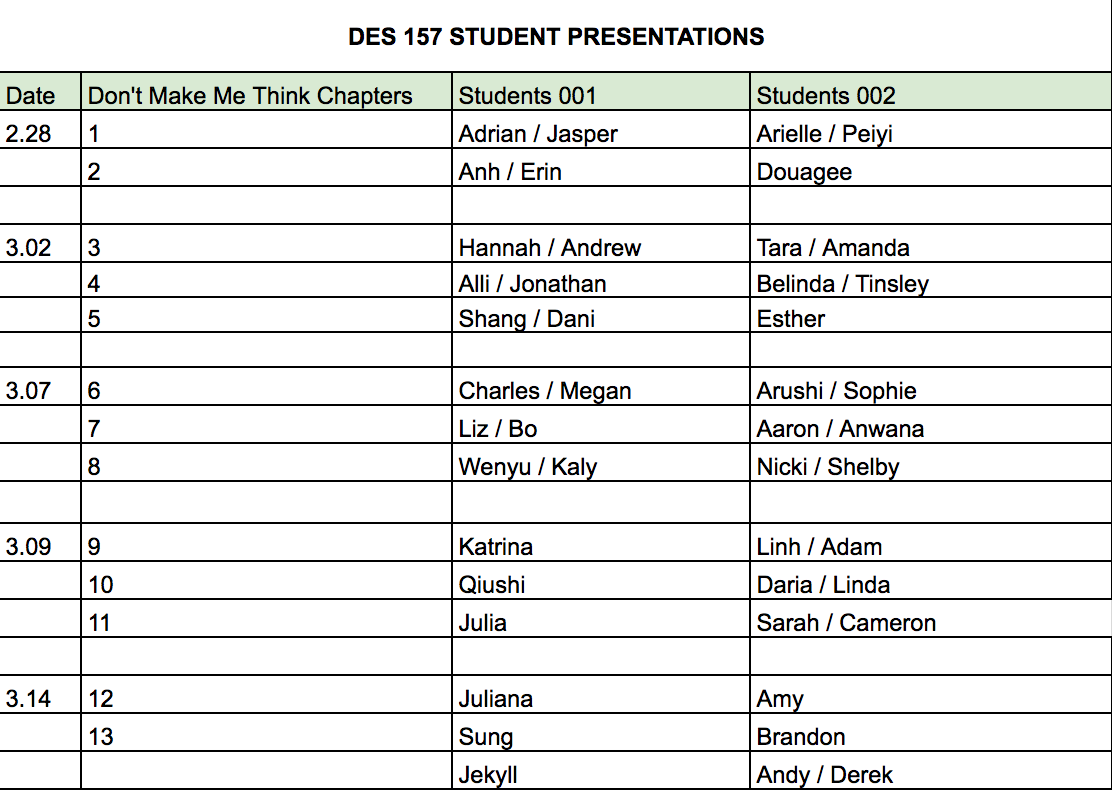 DES 157 STUDENT PRESENTATIONS
Date Don't Make Me Think Chapters Students 001 Students 002
2.28 1 Adrian / Jasper Arielle / Peiyi
2 Anh / Erin Douagee
3.02 3 Hannah / Andrew Tara / Amanda
4 Alli / Jonathan Belinda / Tinsley
5 Shang / Dani Esther
3.07 6 Charles / Megan Arushi / Sophie
7 Liz / Bo Aaron / Anwana
8 Wenyu / Kaly Nicki / Shelby
3.09 9 Katrina Linh / Adam
10 Qiushi Daria / Linda
11 Julia Sarah / Cameron
3.14 12 Juliana Amy
13 Sung Brandon
Jekyll Andy / Derek